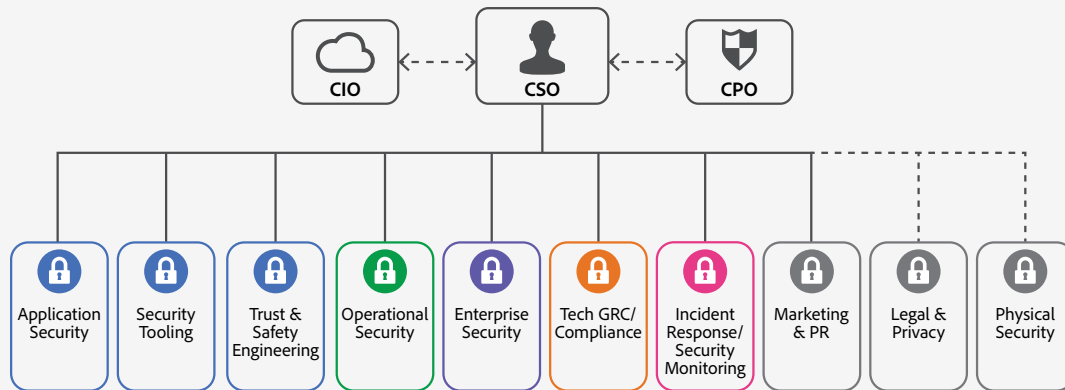 CIO
CSO
CPO
Application
Security
Security
Tooling
Trust &
Safety
Engineering
Operational
Security
Enterprise
Security
Tech GRC/
Compliance
Incident
Response/
Security
Monitoring
Marketing
& PR
Legal &
Privacy
Physical
Security